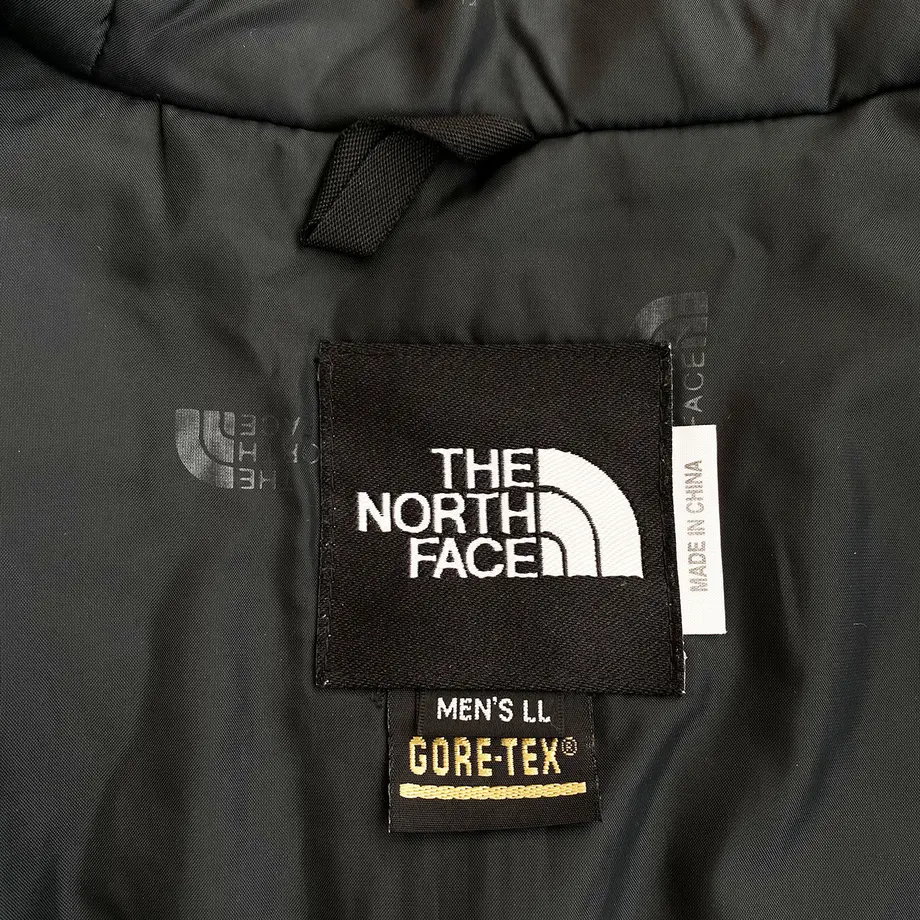 THE
NORTH
FACE
MADE IN CHINA
MEN'S LL
GORE-TEX®